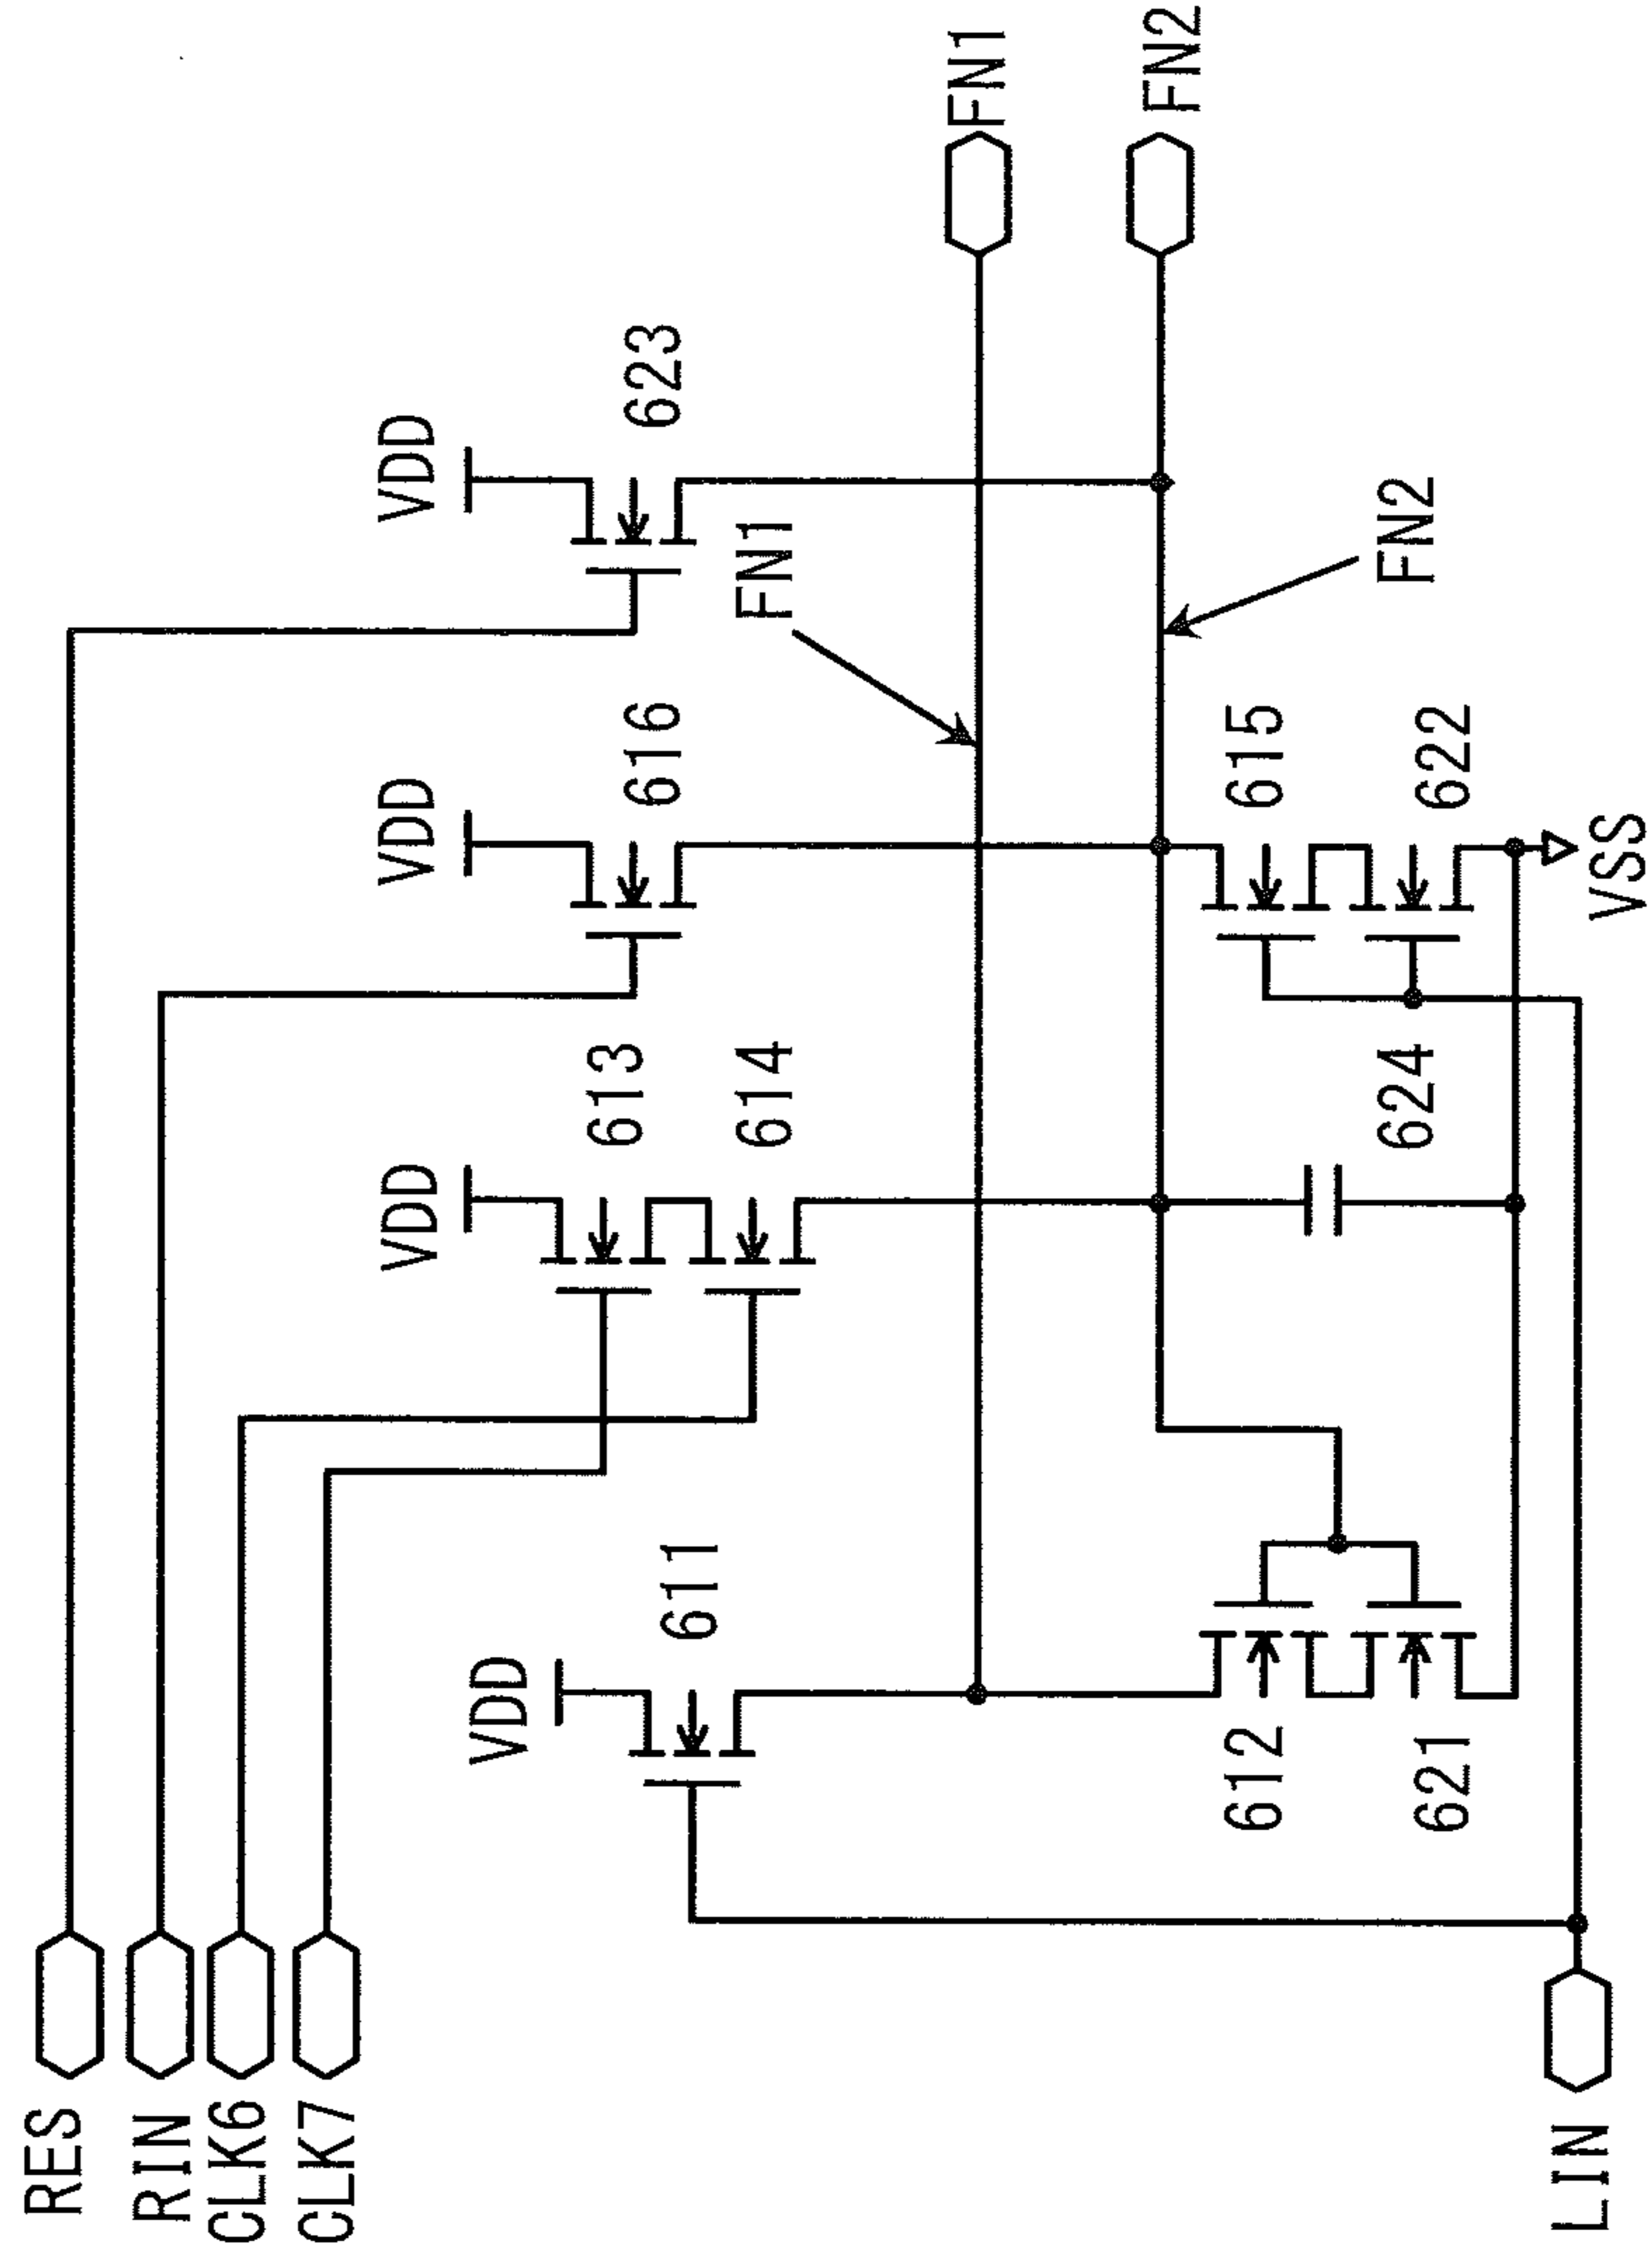 RES
RIN
CLK6
CLK7
LIN
VDD
611
VDD
613
614
VDD
616
VDD
623
FN1
FN1
FN2
FN2
612
621
624
615
622
VSS